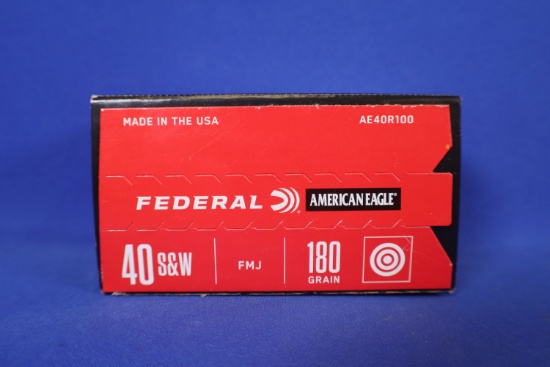 MADE IN THE USA AE40R100
FEDERAL AMERICAN EAGLE®
40 S&W FMJ 180 GRAIN